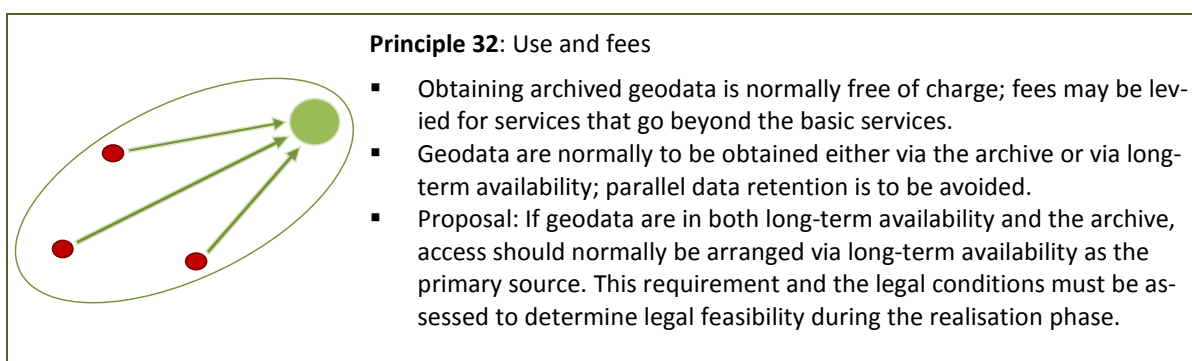 Principle 32: Use and fees
▪ Obtaining archived geodata is normally free of charge; fees may be lev-
ied for services that go beyond the basic services.
▪ Geodata are normally to be obtained either via the archive or via long-
term availability; parallel data retention is to be avoided.
▪ Proposal: If geodata are in both long-term availability and the archive,
access should normally be arranged via long-term availability as the
primary source. This requirement and the legal conditions must be as-
sessed to determine legal feasibility during the realisation phase.